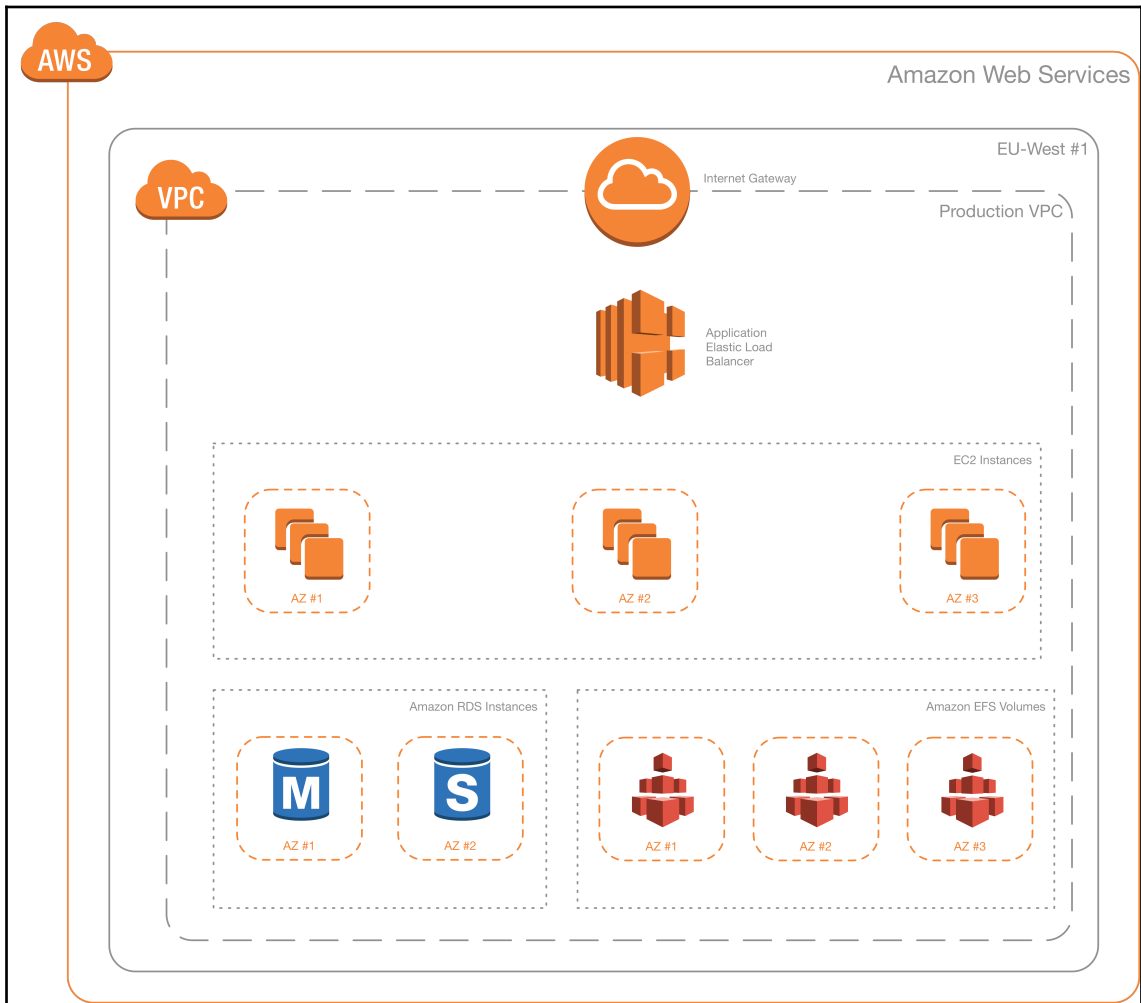 AWS
Amazon Web Services
EU-West #1
VPC
Internet Gateway
Production VPC
Application
Elastic Load
Balancer
EC2 Instances
AZ #1
AZ #2
AZ #3
Amazon RDS Instances
M
S
AZ #1
AZ #2
Amazon EFS Volumes
AZ #1
AZ #2
AZ #3